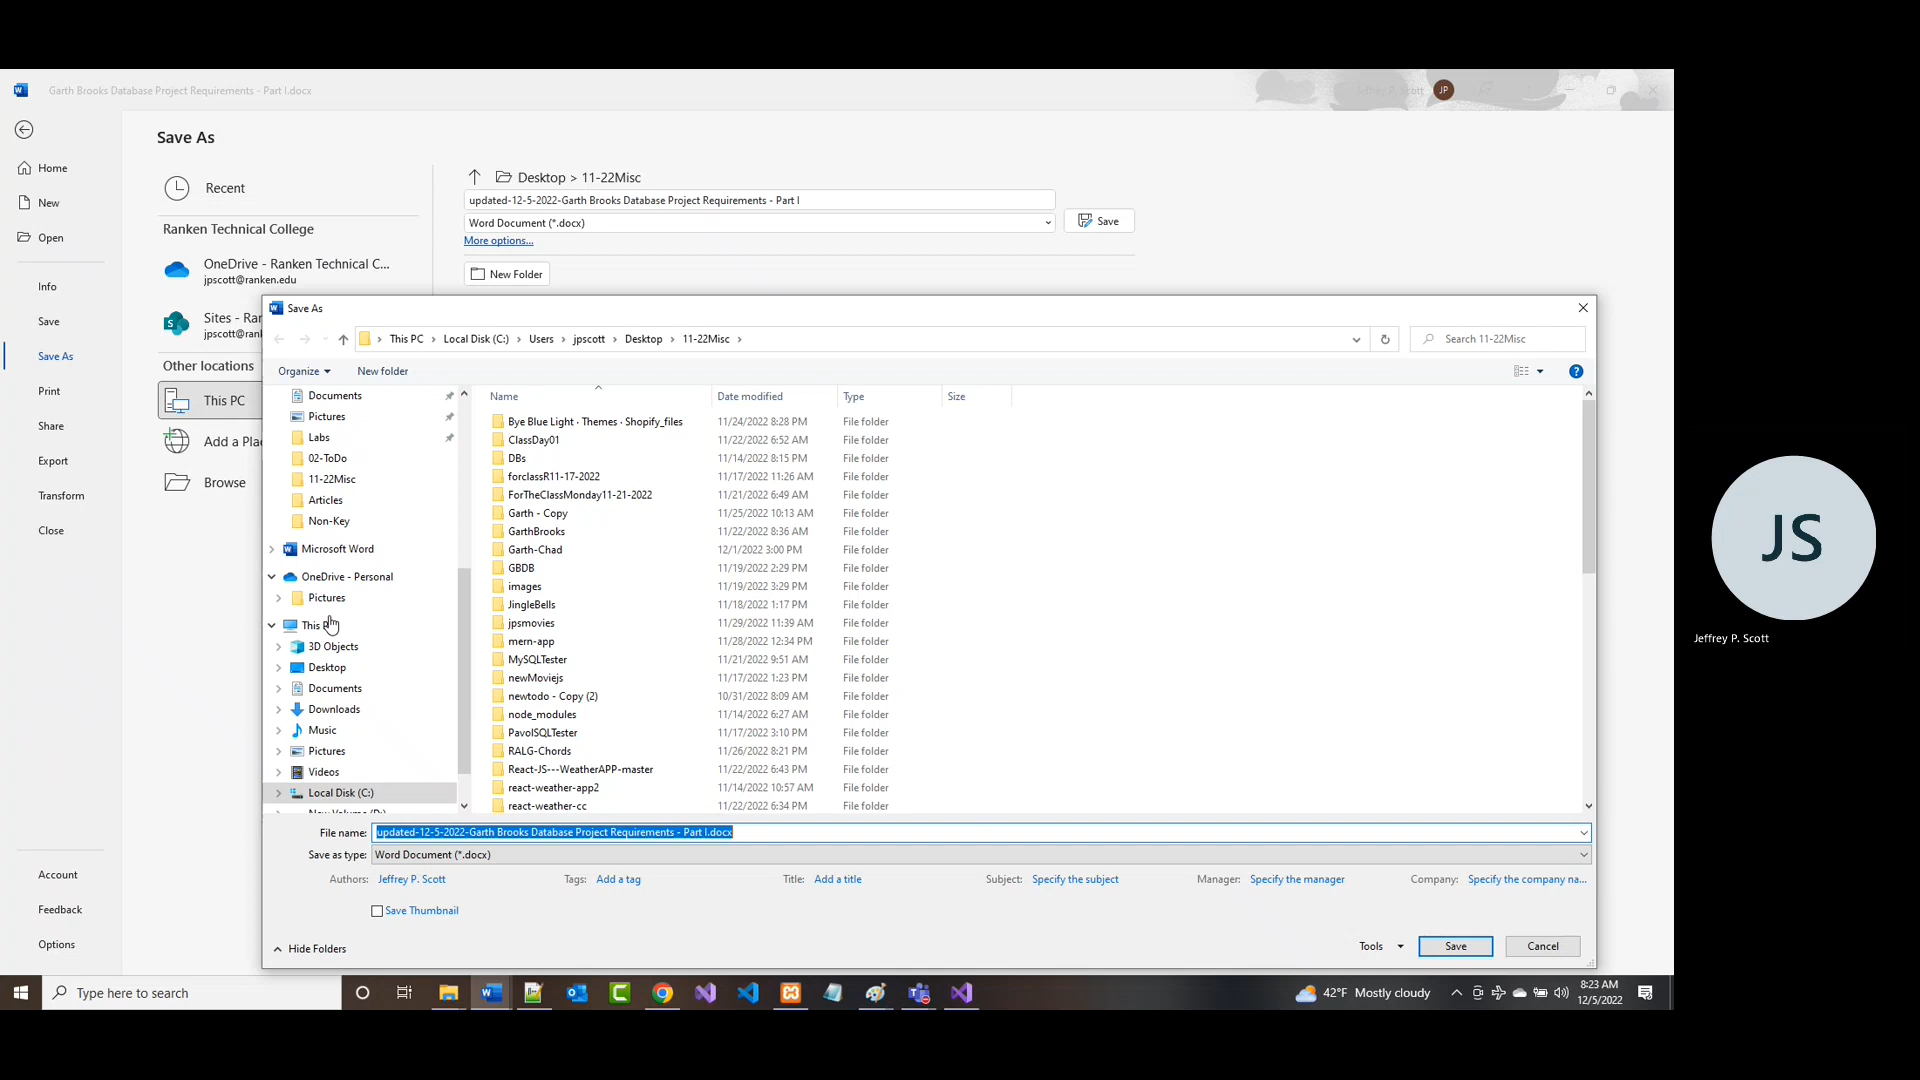 Garth Brooks Database Project Requirements - Part I.docx
JP
Save As
Home
New
Open
Info
Save
Save As
Print
Share
Export
Transform
Close
Account
Feedback
Options
Recent
Ranken Technical College
OneDrive - Ranken Technical C...
jpscott@ranken.edu
Sites - Ran
jpscott@rank
Other locations
This PC
Add a Pla
Browse
Desktop > 11-22Misc
updated-12-5-2022-Garth Brooks Database Project Requirements - Part I
Word Document (*.docx)
Save
More options...
New Folder
Save As
This PC > Local Disk (C:) > Users > jpscott > Desktop > 11-22Misc >
Search 11-22Misc
Organize
New folder
Documents
Pictures
Labs
02-ToDo
11-22Misc
Articles
Non-Key
Microsoft Word
OneDrive - Personal
Pictures
This
3D Objects
Desktop
Documents
Downloads
Music
Pictures
Videos
Local Disk (C:)
Name Date modified Type Size
Bye Blue Light · Themes · Shopify_files 11/24/2022 8:28 PM File folder
ClassDay01 11/22/2022 6:52 AM File folder
DBs 11/14/2022 8:15 PM File folder
forclassR11-17-2022 11/17/2022 11:26 AM File folder
ForTheClassMonday11-21-2022 11/21/2022 6:49 AM File folder
Garth - Copy 11/25/2022 10:13 AM File folder
GarthBrooks 11/22/2022 8:36 AM File folder
Garth-Chad 12/1/2022 3:00 PM File folder
GBDB 11/19/2022 2:29 PM File folder
images 11/19/2022 3:29 PM File folder
JingleBells 11/18/2022 1:17 PM File folder
jpsmovies 11/29/2022 11:39 AM File folder
mern-app 11/28/2022 12:34 PM File folder
MySQLTester 11/21/2022 9:51 AM File folder
newMoviejs 11/17/2022 1:23 PM File folder
newtodo - Copy (2) 10/31/2022 8:09 AM File folder
node_modules 11/14/2022 6:27 AM File folder
PavolSQLTester 11/17/2022 3:10 PM File folder
RALG-Chords 11/26/2022 8:21 PM File folder
React-JS---WeatherAPP-master 11/22/2022 6:43 PM File folder
react-weather-app2 11/14/2022 10:57 AM File folder
react-weather-cc 11/22/2022 6:34 PM File folder
File name: updated-12-5-2022-Garth Brooks Database Project Requirements - Part I.docx
Save as type: Word Document (*.docx)
Authors: Jeffrey P. Scott Tags: Add a tag Title: Add a title Subject: Specify the subject Manager: Specify the manager Company: Specify the company na...
Save Thumbnail
Hide Folders
Tools
Save
Cancel
Type here to search
42°F Mostly cloudy
8:23 AM
12/5/2022
JS
Jeffrey P. Scott